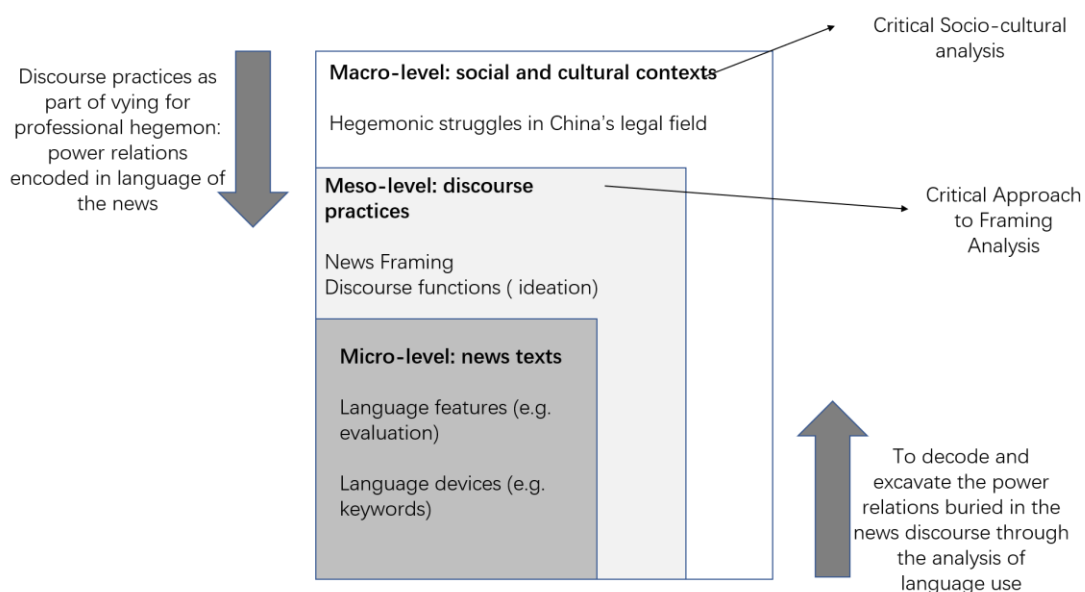 Discourse practices as
part of vying for
professional hegemon:
power relations
encoded in language of
the news
Macro-level: social and cultural contexts
Hegemonic struggles in China's legal field
Critical Socio-cultural
analysis
Meso-level: discourse
practices
News Framing
Discourse functions ( ideation)
Critical Approach
to Framing
Analysis
Micro-level: news texts
Language features (e.g.
evaluation)
Language devices (e.g.
keywords)
To decode and
excavate the power
relations buried in the
news discourse through
the analysis of
language use